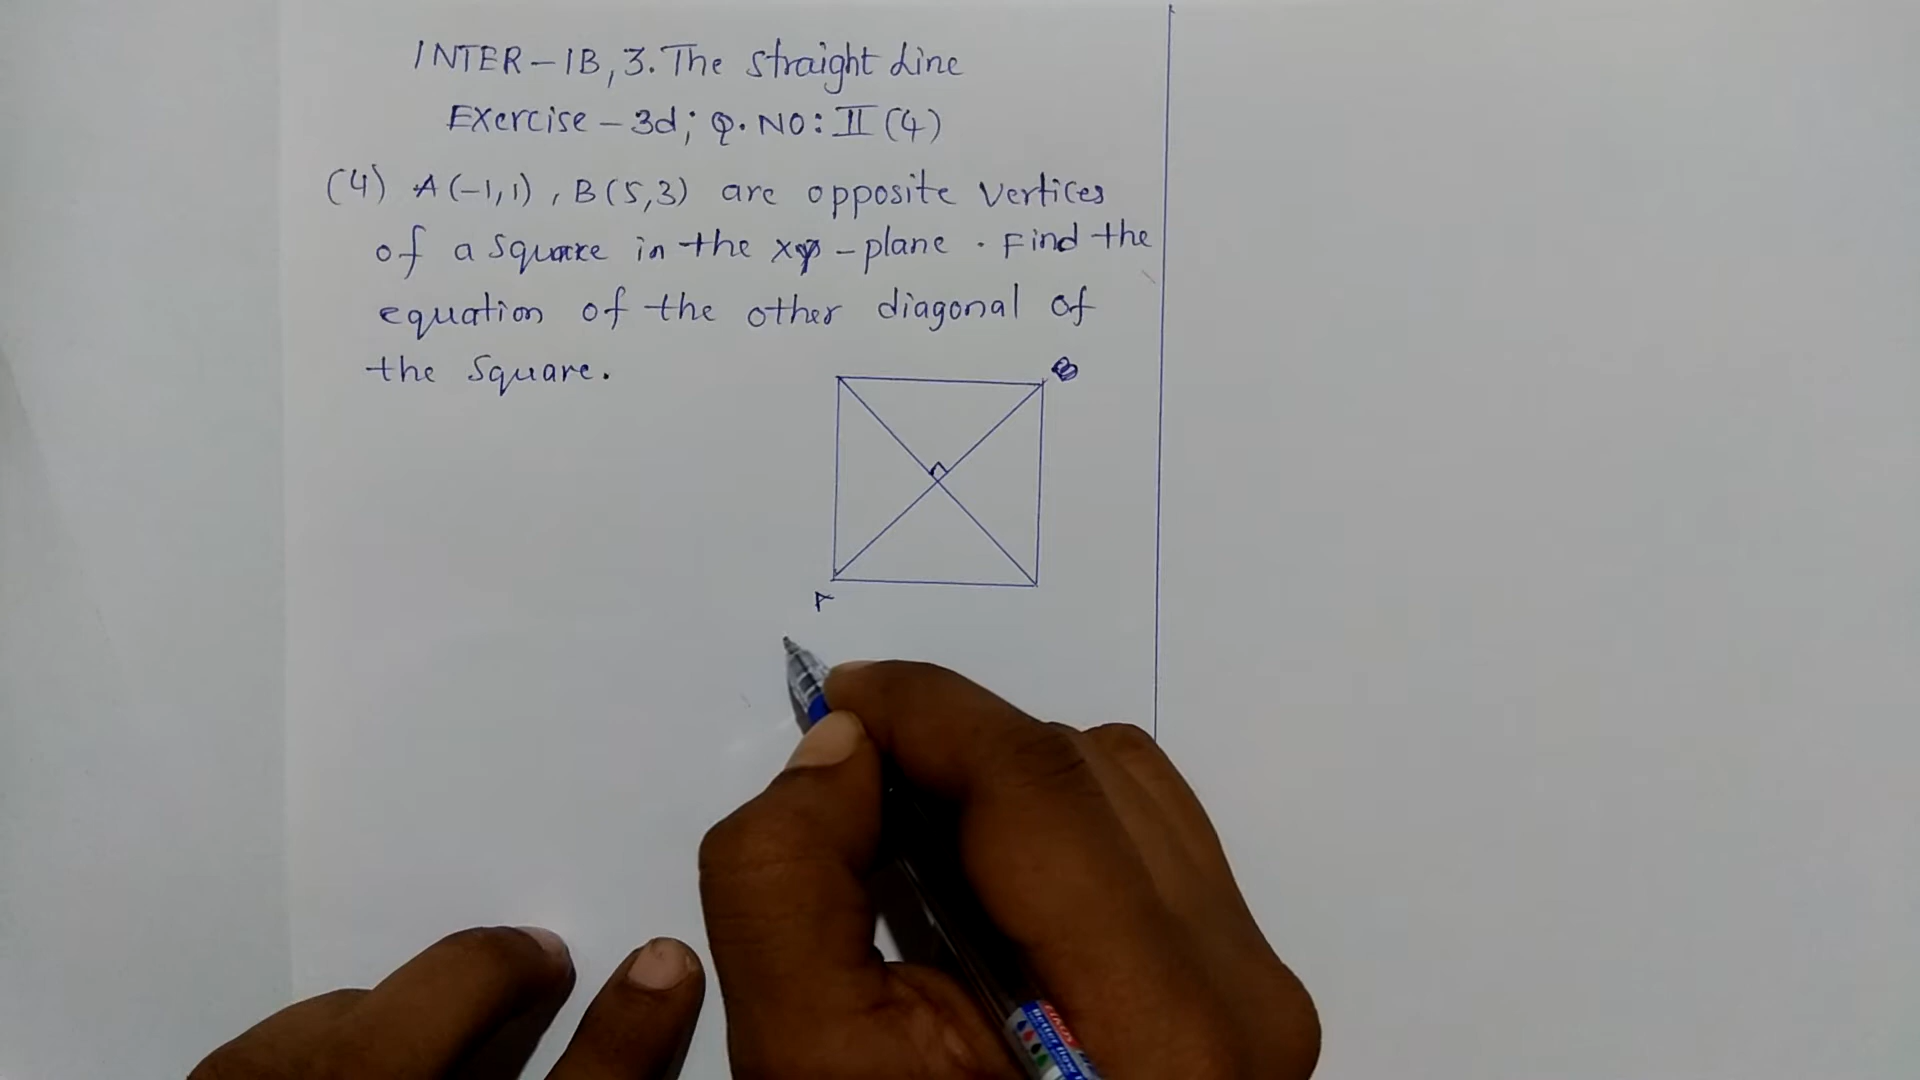 INTER-IB, 3. The straight Line
Exercise - 3d; Q. NO: II (4)
(4) A(-1,1), B(5,3) are opposite vertices
of a square in the xy-plane. Find the
equation of the other diagonal of
the square.
B
A